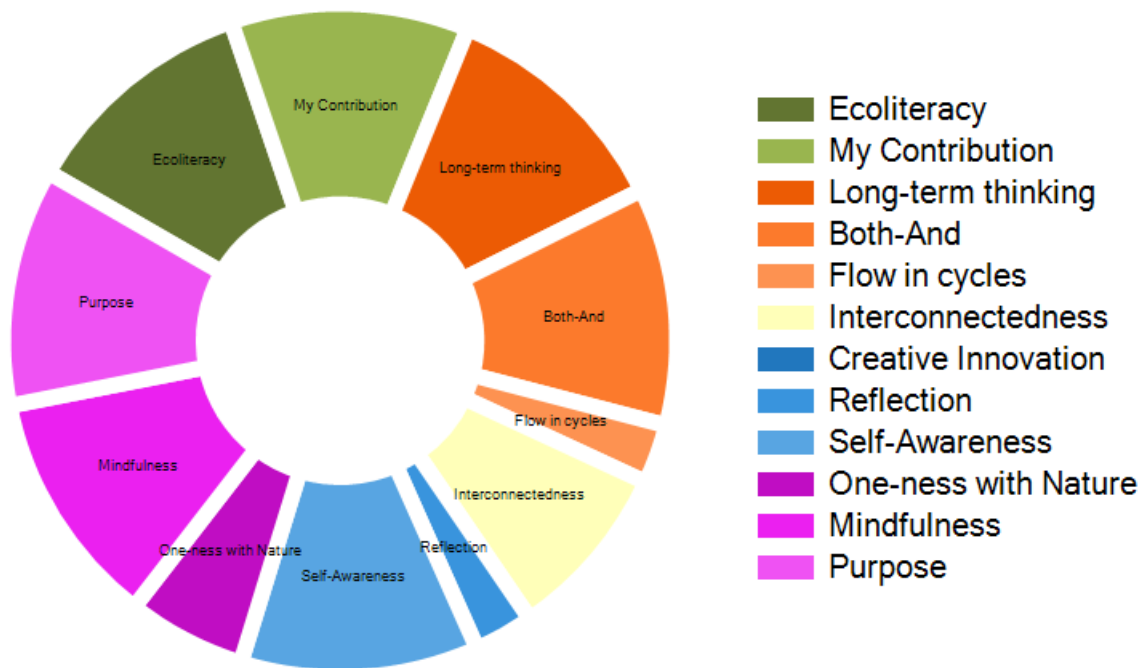 My Contribution
Ecoliteracy
Long-term thinking
Purpose
Both-And
Flow in cycles
Mindfulness
Interconnectedness
One-ness with Nature
Reflection
Self-Awareness
Ecoliteracy
My Contribution
Long-term thinking
Both-And
Flow in cycles
Interconnectedness
Creative Innovation
Reflection
Self-Awareness
One-ness with Nature
Mindfulness
Purpose